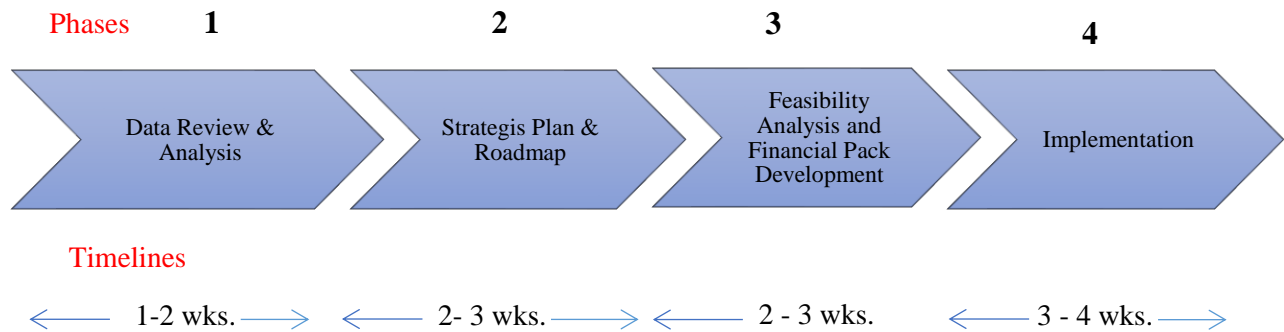 Phases 1 2 3 4
Data Review &
Analysis
Strategis Plan &
Roadmap
Feasibility
Analysis and
Financial Pack
Development
Implementation
Timelines
1-2 wks. 2- 3 wks. 2 - 3 wks. 3 - 4 wks.